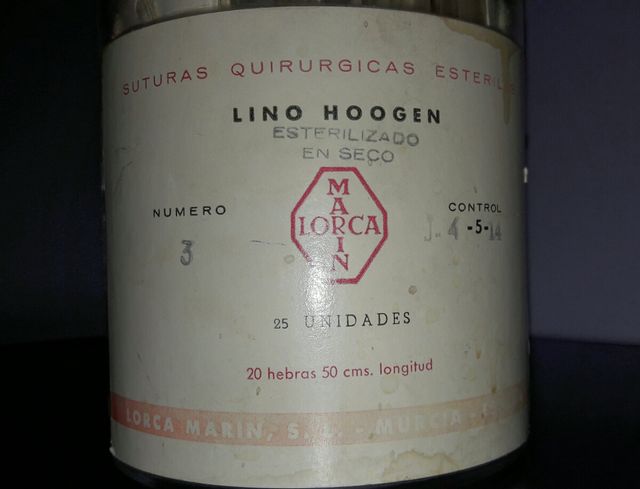 SUTURAS QUIRURGICAS ESTERILES
LINO HOOGEN
ESTERILIZADO
EN SECO
MARIN
LORCA
NUMERO
3
CONTROL
J. 4 -5-14
25 UNIDADES
20 hebras 50 cms. longitud
LORCA MARIN, S. L. - MURCIA -